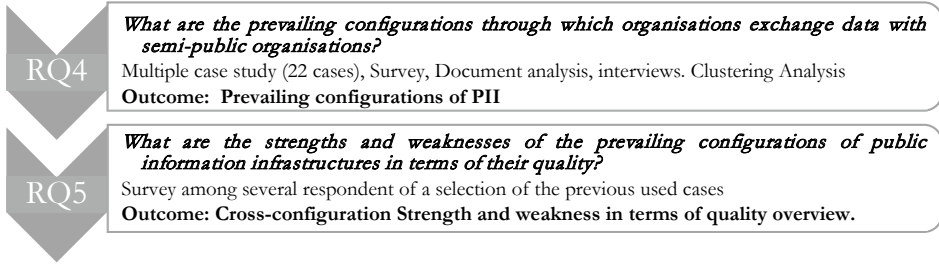 RQ4
What are the prevailing configurations through which organisations exchange data with
semi-public organisations?
Multiple case study (22 cases), Survey, Document analysis, interviews. Clustering Analysis
Outcome: Prevailing configurations of PII
RQ5
What are the strengths and weaknesses of the prevailing configurations of public
information infrastructures in terms of their quality?
Survey among several respondent of a selection of the previous used cases
Outcome: Cross-configuration Strength and weakness in terms of quality overview.